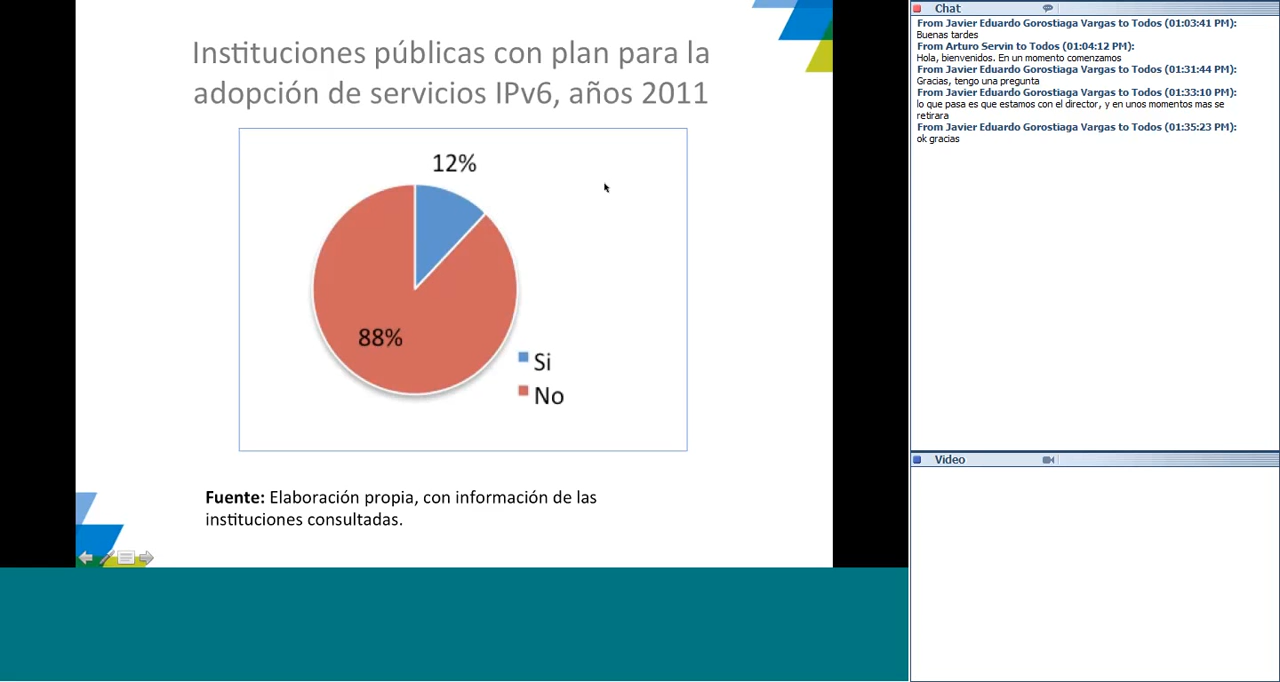 Instituciones públicas con plan para la
adopción de servicios IPv6, años 2011
12%
88%
Si
No
Fuente: Elaboración propia, con información de las
instituciones consultadas.
Chat
From Javier Eduardo Gorostiaga Vargas to Todos (01:03:41 PM):
Buenas tardes
From Arturo Servin to Todos (01:04:12 PM):
Hola, bienvenidos. En un momento comenzamos
From Javier Eduardo Gorostiaga Vargas to Todos (01:31:44 PM):
Gracias, tengo una pregunta
From Javier Eduardo Gorostiaga Vargas to Todos (01:33:10 PM):
lo que pasa es que estamos con el director, y en unos momentos mas se
retirara
From Javier Eduardo Gorostiaga Vargas to Todos (01:35:23 PM):
ok gracias
Video